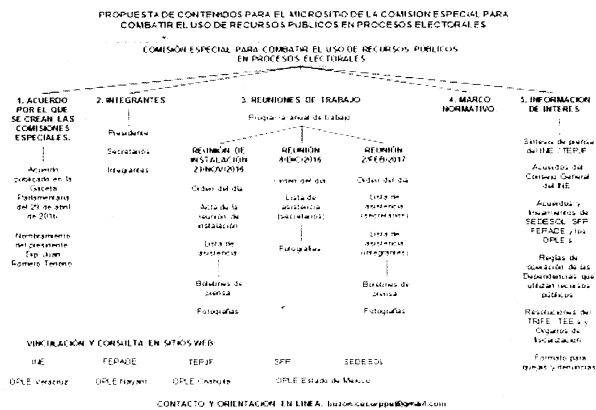 PROPUESTA DE CONTENIDOS PARA EL MICROSITIO DE LA COMISION ESPECIAL PARA
COMBATIR EL USO DE RECURSOS PUBLICOS EN PROCESOS ELECTORALES
COMISIÓN ESPECIAL PARA COMBATIR EL USO DE RECURSOS PÚBLICOS
EN PROCESOS ELECTORALES
1. ACUERDO
POR EL QUE
SE CREAN LAS
COMISIONES
ESPECIALES.
Acuerdo
publicado en la
Gaceta
Parlamentaria
del 29 de abril
de 2016
Nombramiento
del presidente
Dip. Juan
Romero Tenorio
2. INTEGRANTES
Presidente
Secretarios
Integrantes
3. REUNIONES DE TRABAJO
Programa anual de trabajo
REUNIÓN DE
INSTALACIÓN
23/NOV/2016
Orden del día
Acta de la
reunión de
instalación
Lista de
asistencia
Boletines de
prensa
Fotografías
REUNIÓN
8/DIC/2016
Orden del día
Lista de
asistencia
(secretarios)
Fotografías
REUNIÓN
2/FEB/2017
Orden del día
Lista de
asistencia
(secretarios)
Lista de
asistencia
(integrantes)
Boletines de
prensa
Fotografías
4. MARCO
NORMATIVO.
5. INFORMACION
DE INTERES
Síntesis de prensa
del INE / TEPJF
Acuerdos del
Consejo General
del INE
Acuerdos y
lineamientos de
SEDESOL, SFP,
FEPADE y los
OPLE´s
Reglas de
operación de las
Dependencias que
utilizan recursos
públicos
Resoluciones del
TRIFE, TEE´s y
Organos de
fiscalización
Formato para
quejas y denuncias
VINCULACIÓN Y CONSULTA EN SITIOS WEB:
INE FEPADE TEPJF SFP SEDESOL
OPLE Veracruz OPLE Nayarit OPLE Coahuila OPLE Estado de México
CONTACTO Y ORIENTACION EN LINEA: